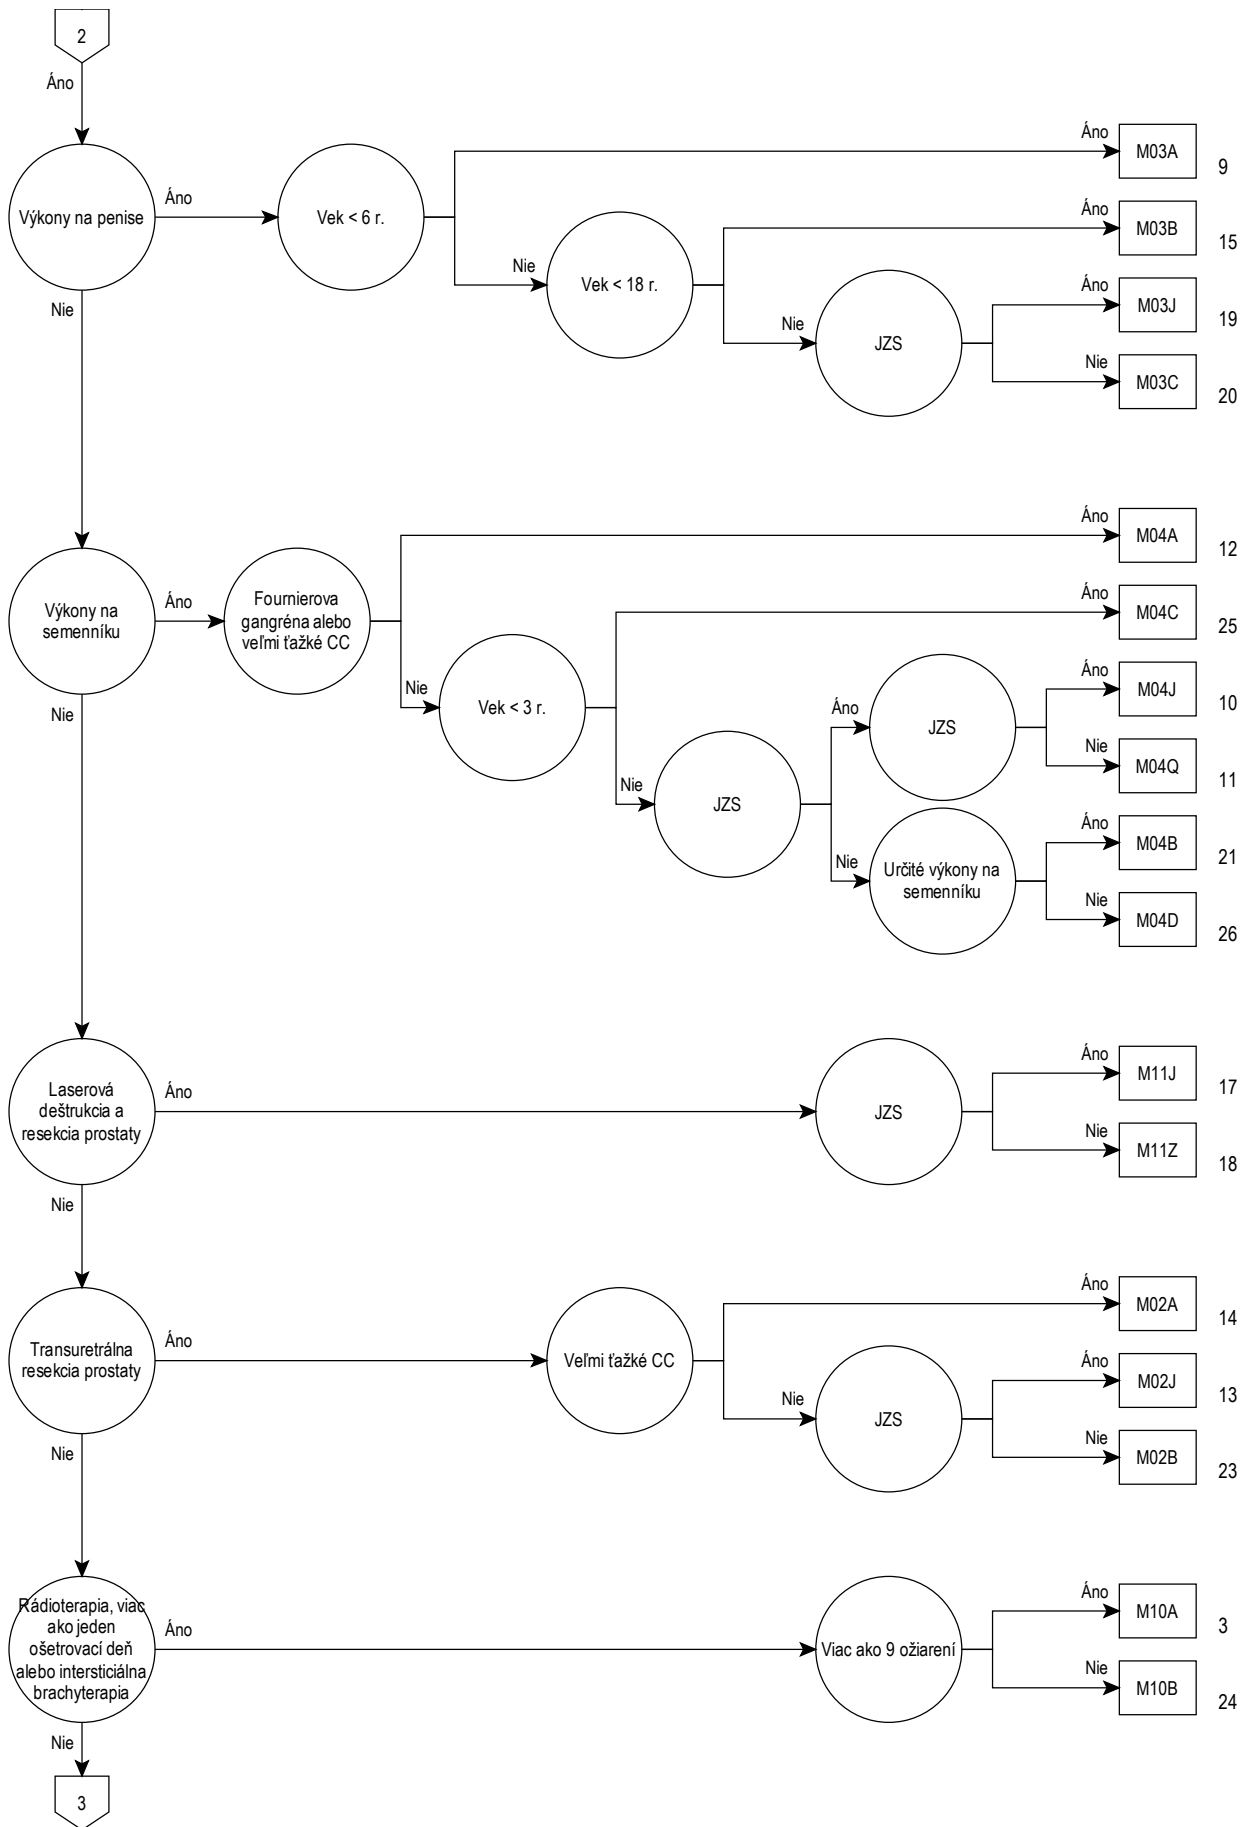 2
Áno
Výkony na penise
Áno
Vek < 6 r.
Áno
M03A
9
Nie
Vek < 18 r.
Áno
M03B
15
Nie
JZS
Áno
M03J
19
Nie
M03C
20
Nie
Výkony na
semenníku
Áno
Fournierova
gangréna alebo
veľmi ťažké CC
Áno
M04A
12
Nie
Vek < 3 r.
Áno
M04C
25
Nie
JZS
Áno
JZS
Áno
M04J
10
Nie
M04Q
11
Nie
Určité výkony na
semenníku
Áno
M04B
21
Nie
M04D
26
Nie
Laserová
deštrukcia a
resekcia prostaty
Áno
JZS
Áno
M11J
17
Nie
M11Z
18
Nie
Transuretrálna
resekcia prostaty
Áno
Veľmi ťažké CC
Áno
M02A
14
Nie
JZS
Áno
M02J
13
Nie
M02B
23
Nie
Rádioterapia, viac
ako jeden
ošetrovací deň
alebo intersticiálna
brachyterapia
Áno
Viac ako 9 ožiarení
Áno
M10A
3
Nie
M10B
24
Nie
3